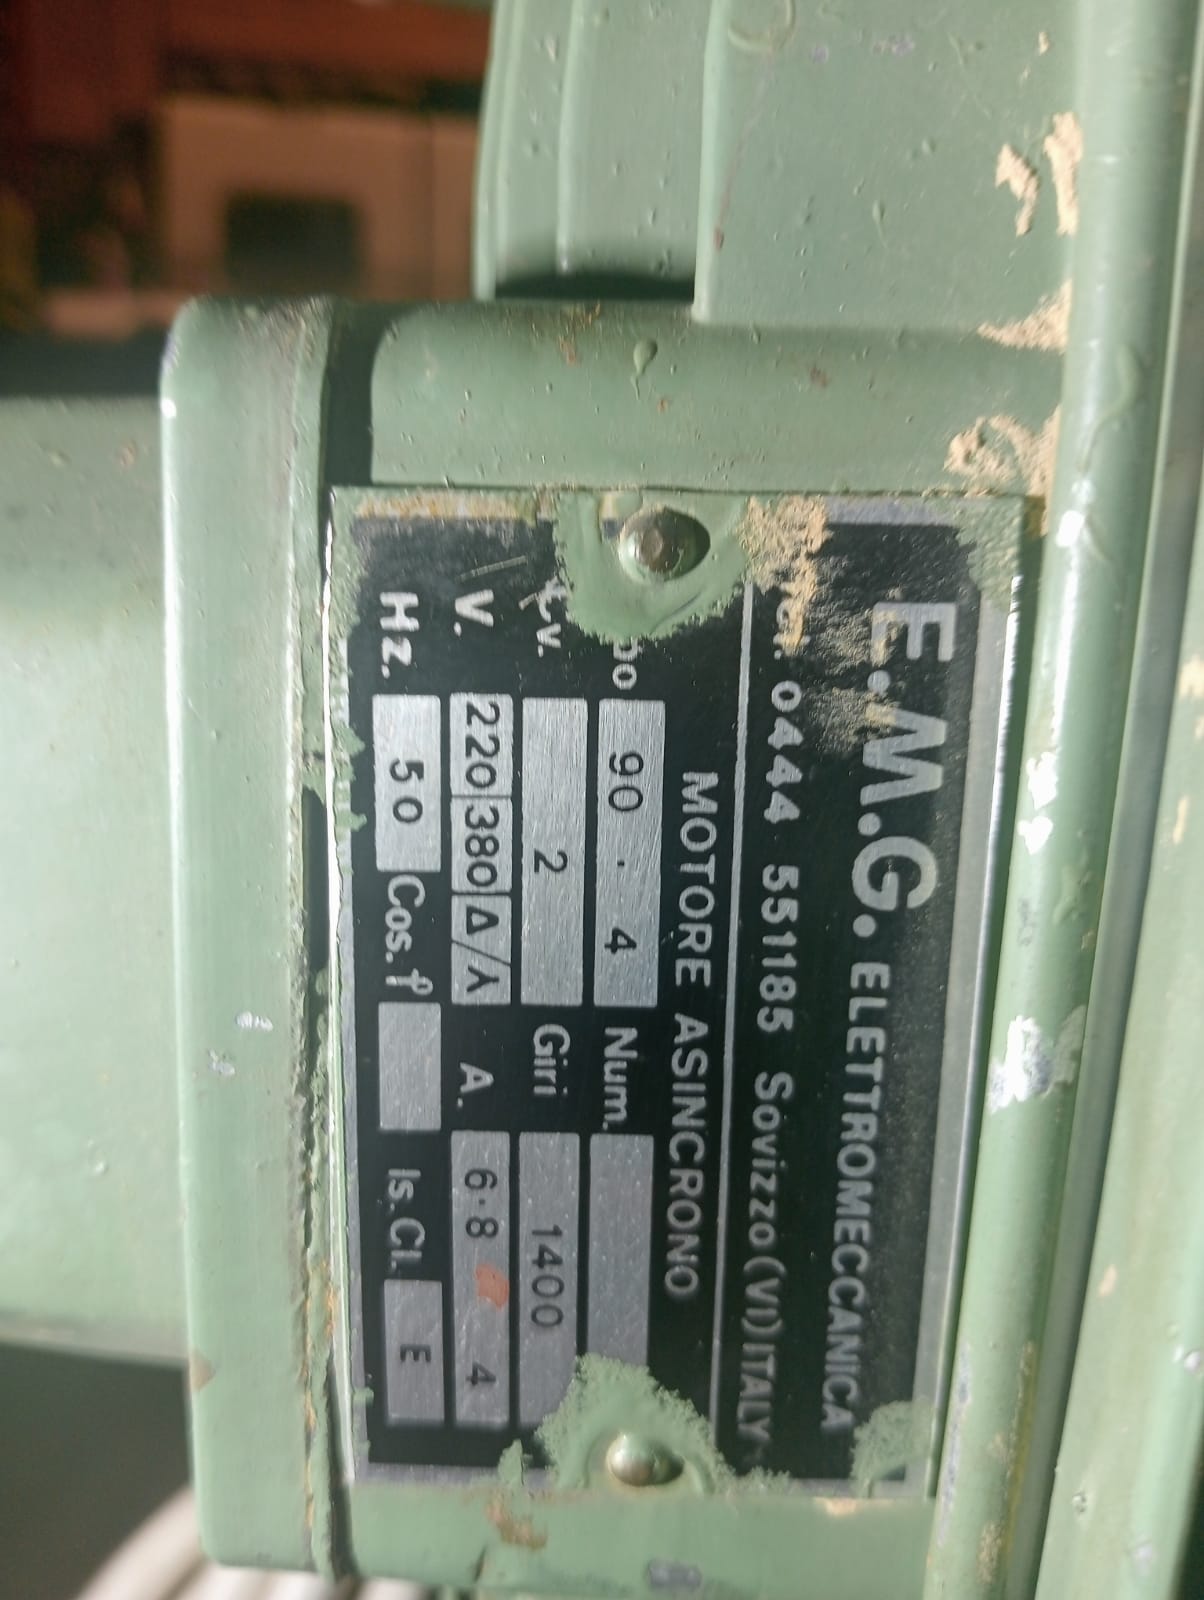 E.M.G. ELETTROMECCANICA
0444 551185 Sovizzo (VI) ITALY
MOTORE ASINCRONO
90 . 4 Num.
cv. 2 Giri 1400
V. 220 380 Δ/⅄ A. 6.8 4
Hz. 50 Cos. φ Is. Cl. E